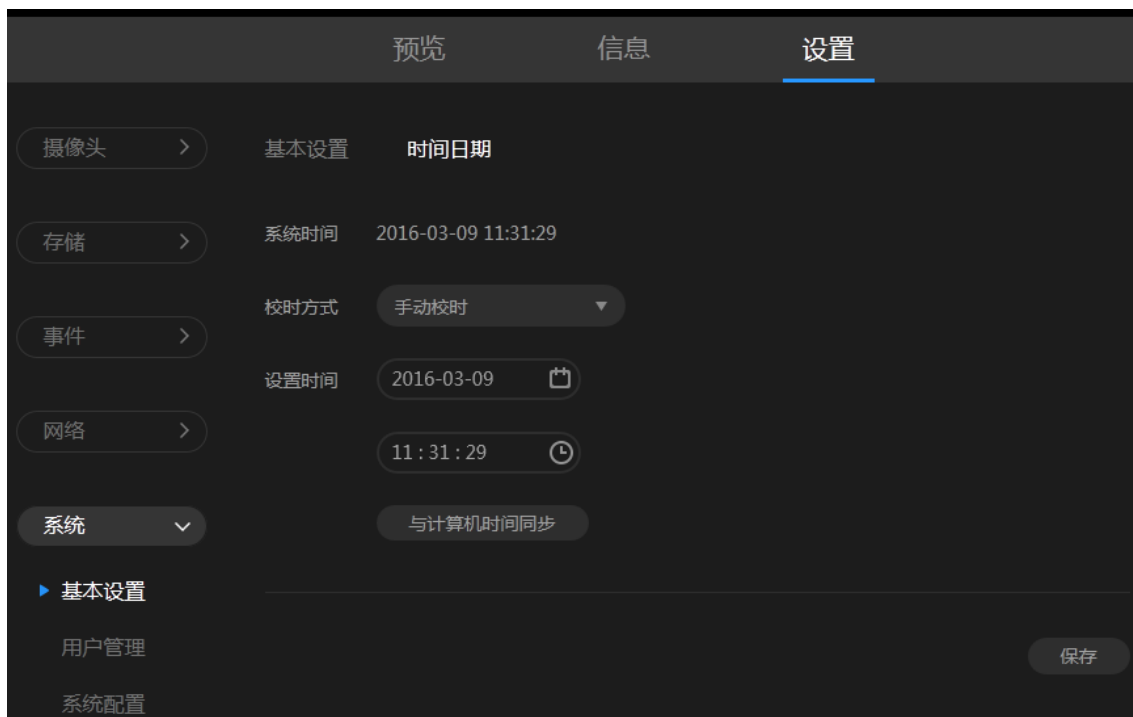 预览 信息 设置
摄像头 基本设置 时间日期
系统时间 2016-03-09 11:31:29
存储
校时方式 手动校时
事件
设置时间 2016-03-09
网络
11 : 31 : 29
系统 与计算机时间同步
基本设置
用户管理
保存
系统配置